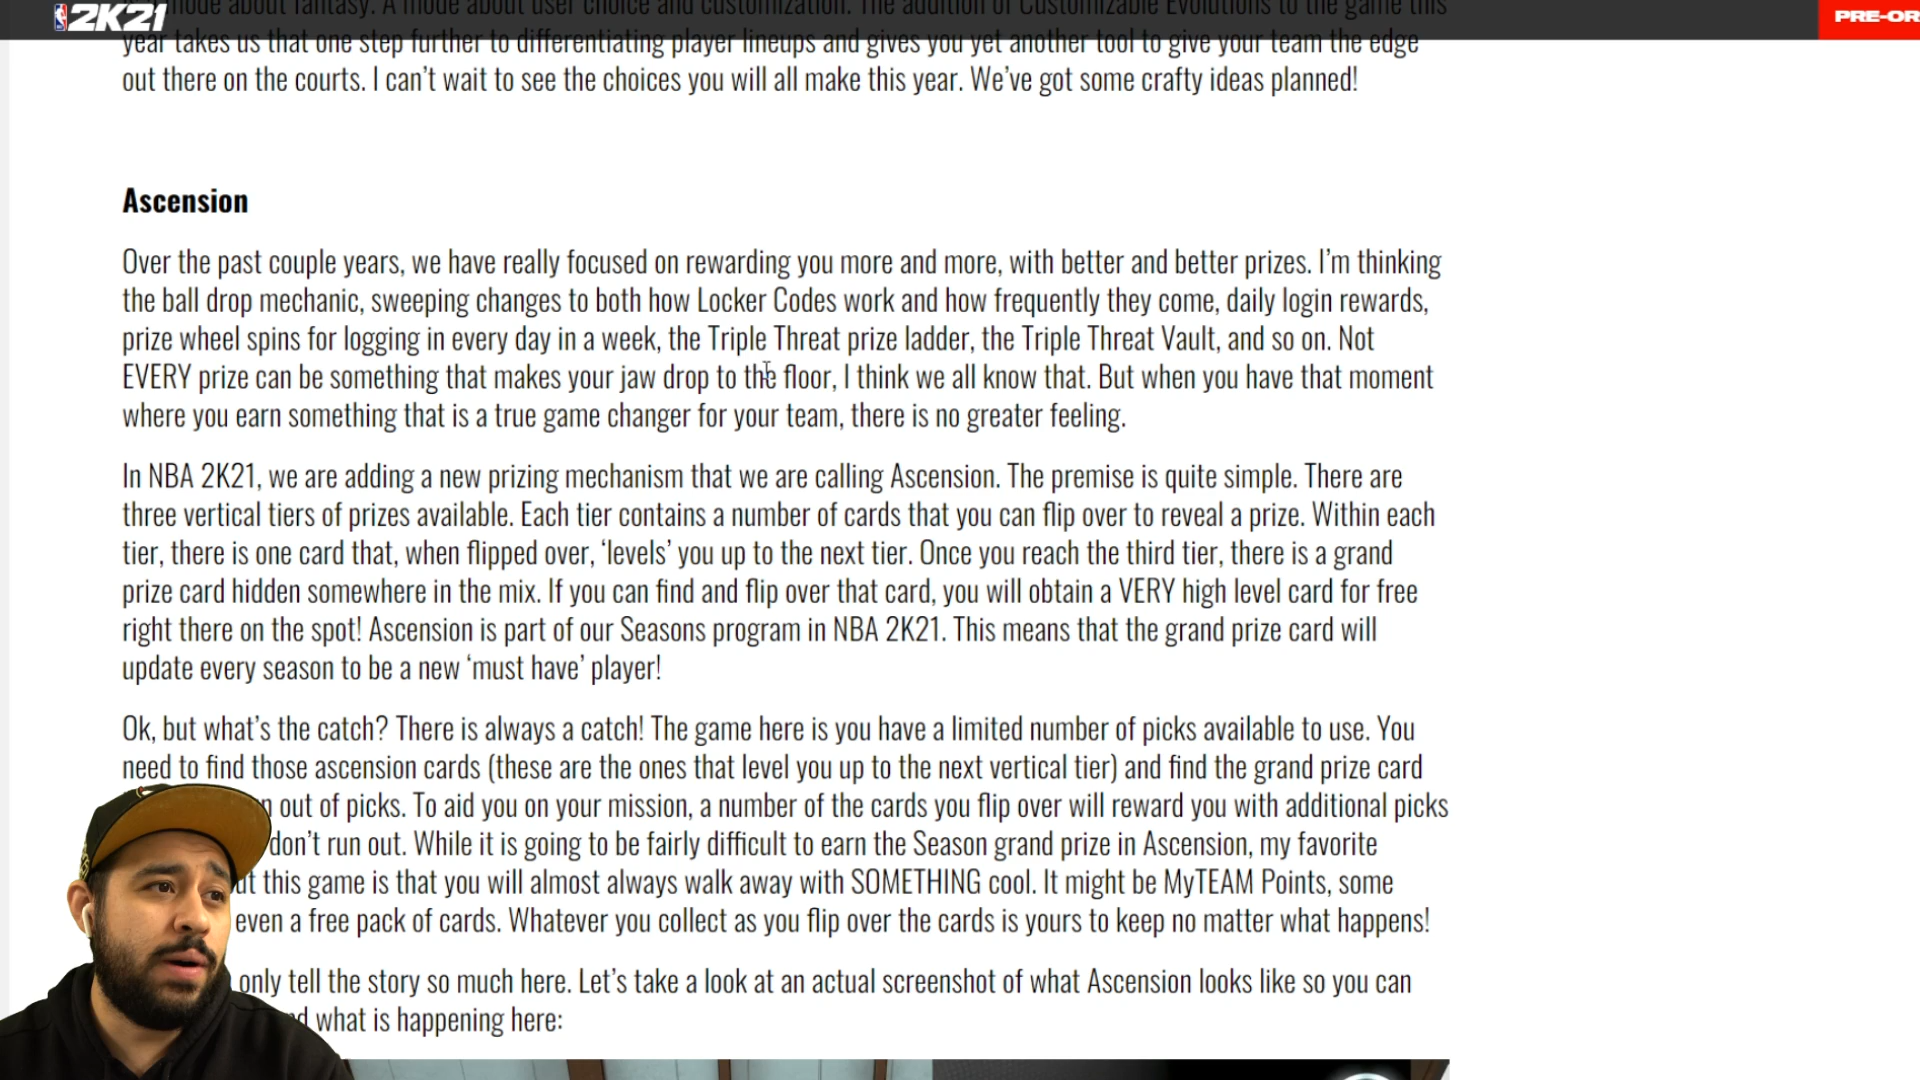 2K21
PRE-OR
mode about fantasy. A mode about user choice and customization. The addition of Customizable Evolutions to the game this
year takes us that one step further to differentiating player lineups and gives you yet another tool to give your team the edge
out there on the courts. I can’t wait to see the choices you will all make this year. We’ve got some crafty ideas planned!
Ascension
Over the past couple years, we have really focused on rewarding you more and more, with better and better prizes. I’m thinking
the ball drop mechanic, sweeping changes to both how Locker Codes work and how frequently they come, daily login rewards,
prize wheel spins for logging in every day in a week, the Triple Threat prize ladder, the Triple Threat Vault, and so on. Not
EVERY prize can be something that makes your jaw drop to the floor, I think we all know that. But when you have that moment
where you earn something that is a true game changer for your team, there is no greater feeling.
In NBA 2K21, we are adding a new prizing mechanism that we are calling Ascension. The premise is quite simple. There are
three vertical tiers of prizes available. Each tier contains a number of cards that you can flip over to reveal a prize. Within each
tier, there is one card that, when flipped over, ‘levels’ you up to the next tier. Once you reach the third tier, there is a grand
prize card hidden somewhere in the mix. If you can find and flip over that card, you will obtain a VERY high level card for free
right there on the spot! Ascension is part of our Seasons program in NBA 2K21. This means that the grand prize card will
update every season to be a new ‘must have’ player!
Ok, but what’s the catch? There is always a catch! The game here is you have a limited number of picks available to use. You
need to find those ascension cards (these are the ones that level you up to the next vertical tier) and find the grand prize card
out of picks. To aid you on your mission, a number of the cards you flip over will reward you with additional picks
don’t run out. While it is going to be fairly difficult to earn the Season grand prize in Ascension, my favorite
this game is that you will almost always walk away with SOMETHING cool. It might be MyTEAM Points, some
even a free pack of cards. Whatever you collect as you flip over the cards is yours to keep no matter what happens!
only tell the story so much here. Let’s take a look at an actual screenshot of what Ascension looks like so you can
what is happening here: